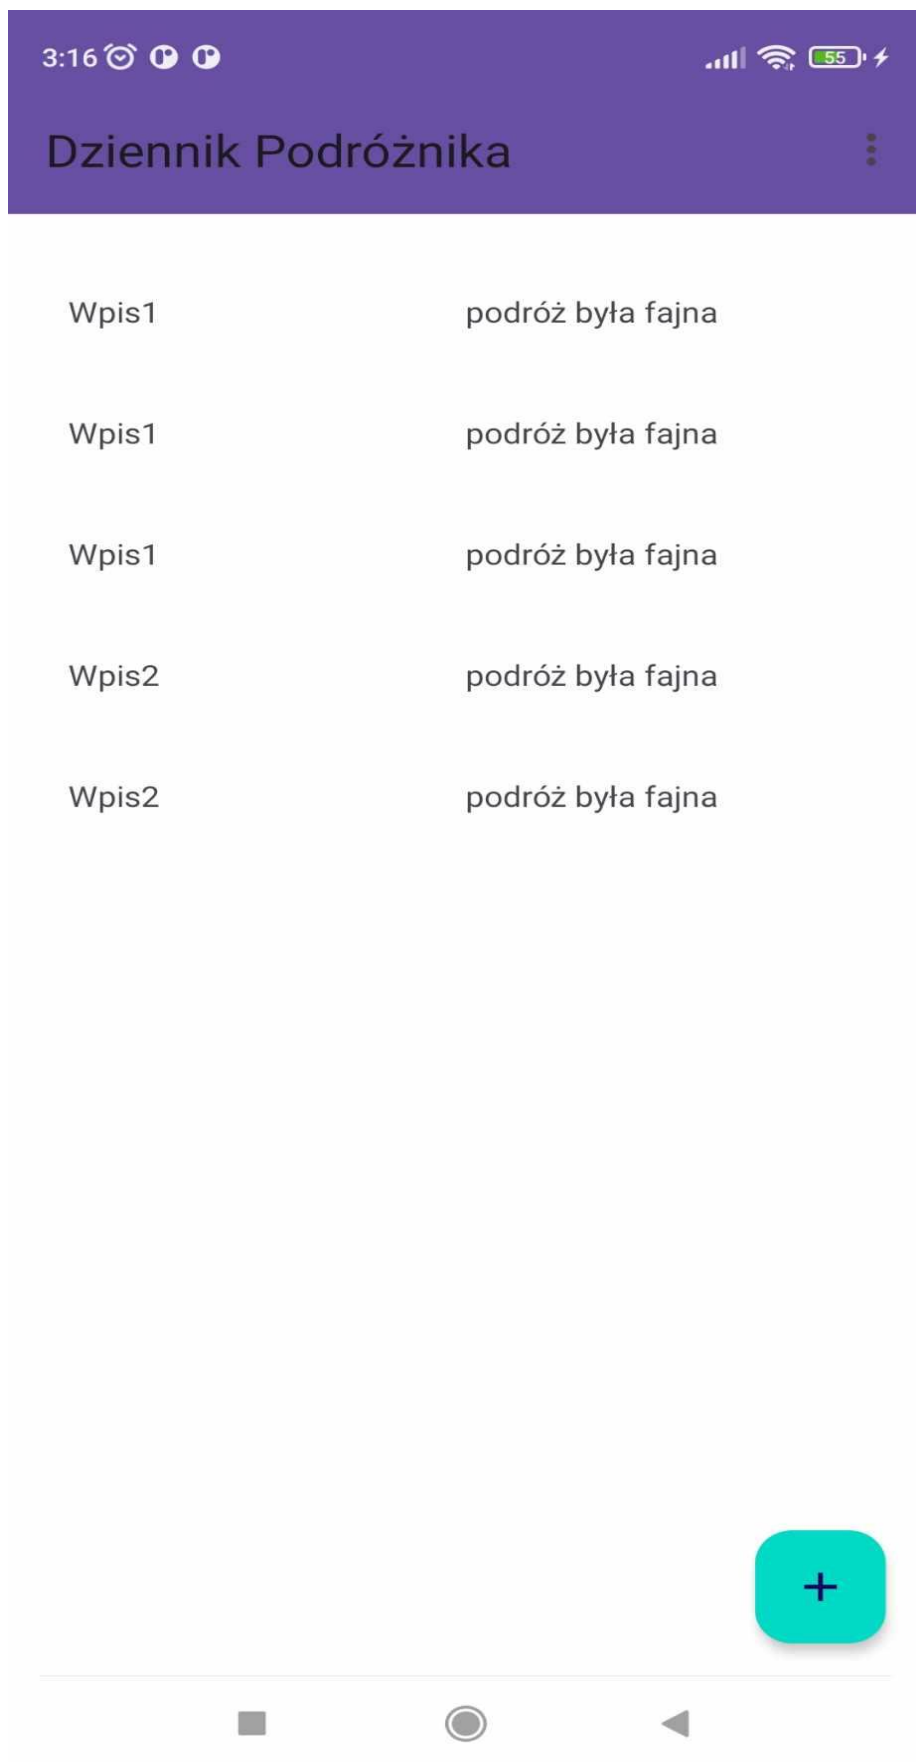 3:16
55
Dziennik Podróżnika
Wpis1 podróż była fajna
Wpis1 podróż była fajna
Wpis1 podróż była fajna
Wpis2 podróż była fajna
Wpis2 podróż była fajna
+